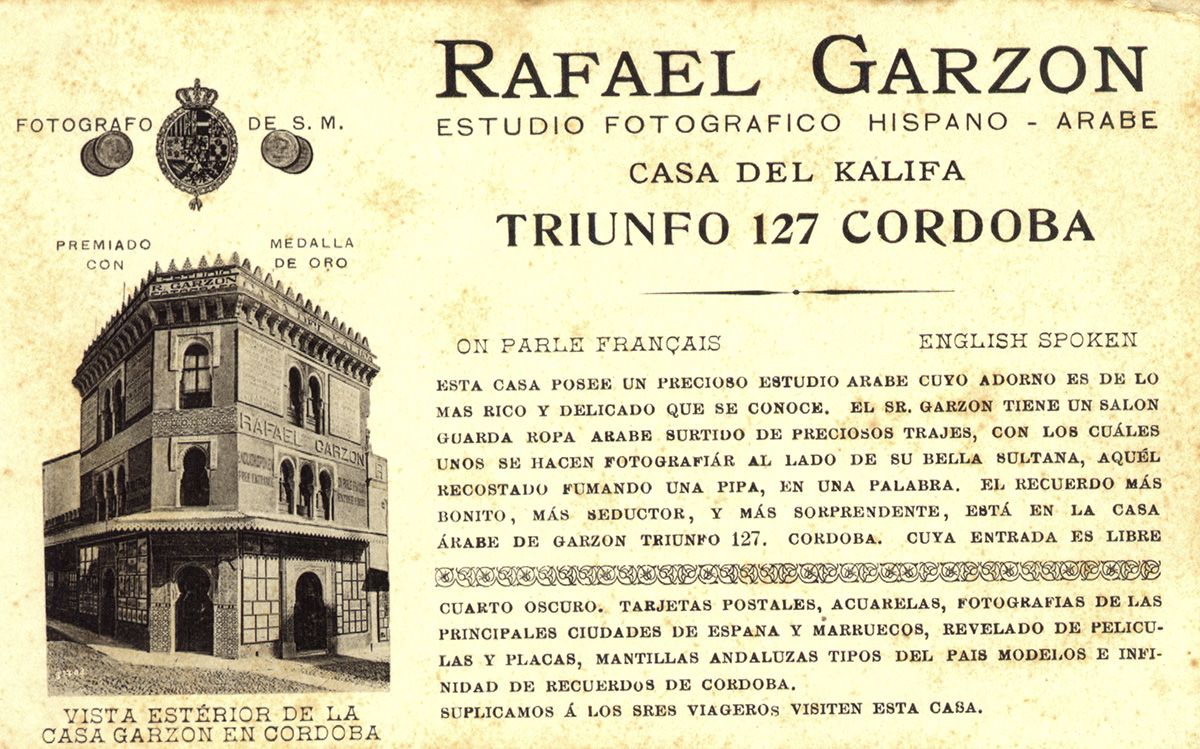 RAFAEL GARZON
ESTUDIO FOTOGRAFICO HISPANO - ARABE
CASA DEL KALIFA
TRIUNFO 127 CORDOBA
FOTOGRAFO DE S. M.
PREMIADO CON
MEDALLA DE ORO
ESTUDIO
R. GARZON
RAFAEL GARZON
ENGLISH SPOKEN
FREE ENTRANCE
VISTA ESTÉRIOR DE LA
CASA GARZON EN CORDOBA
ON PARLE FRANÇAIS ENGLISH SPOKEN
ESTA CASA POSEE UN PRECIOSO ESTUDIO ARABE CUYO ADORNO ES DE LO
MAS RICO Y DELICADO QUE SE CONOCE. EL SR. GARZON TIENE UN SALON
GUARDA ROPA ARABE SURTIDO DE PRECIOSOS TRAJES, CON LOS CUÁLES
UNOS SE HACEN FOTOGRAFIÁR AL LADO DE SU BELLA SULTANA, AQUÉL
RECOSTADO FUMANDO UNA PIPA, EN UNA PALABRA. EL RECUERDO MÁS
BONITO, MÁS SEDUCTOR, Y MÁS SORPRENDENTE, ESTÁ EN LA CASA
ÁRABE DE GARZON TRIUNFO 127. CORDOBA. CUYA ENTRADA ES LIBRE
CUARTO OSCURO. TARJETAS POSTALES, ACUARELAS, FOTOGRAFIAS DE LAS
PRINCIPALES CIUDADES DE ESPANA Y MARRUECOS, REVELADO DE PELICU-
LAS Y PLACAS, MANTILLAS ANDALUZAS TIPOS DEL PAIS MODELOS E INFI-
NIDAD DE RECUERDOS DE CORDOBA.
SUPLICAMOS Á LOS SRES VIAGEROS VISITEN ESTA CASA.